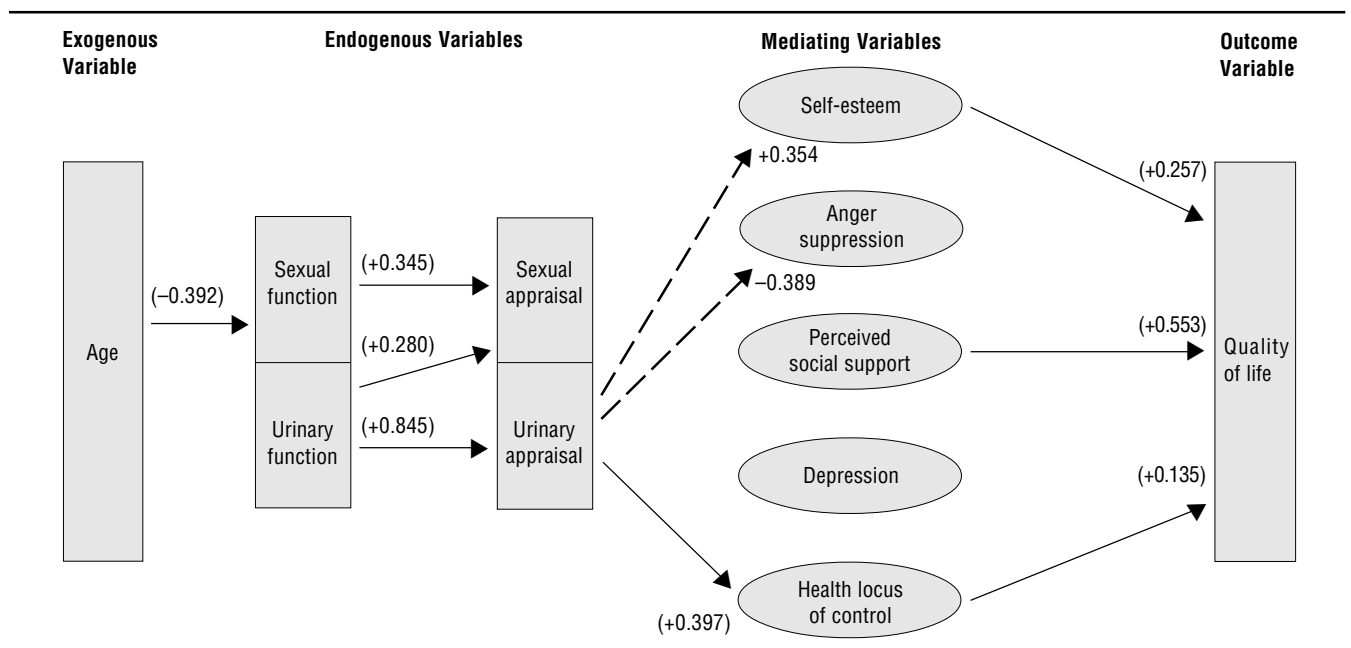 Exogenous
Variable
Endogenous Variables
Mediating Variables
Outcome
Variable
Self-esteem
+0.354
(+0.257)
Anger
suppression
–0.389
Sexual
function
(+0.345)
Sexual
appraisal
(–0.392)
Age
(+0.280)
Perceived
social support
(+0.553)
Quality
of life
Urinary
function
(+0.845)
Urinary
appraisal
Depression
(+0.135)
Health locus
of control
(+0.397)